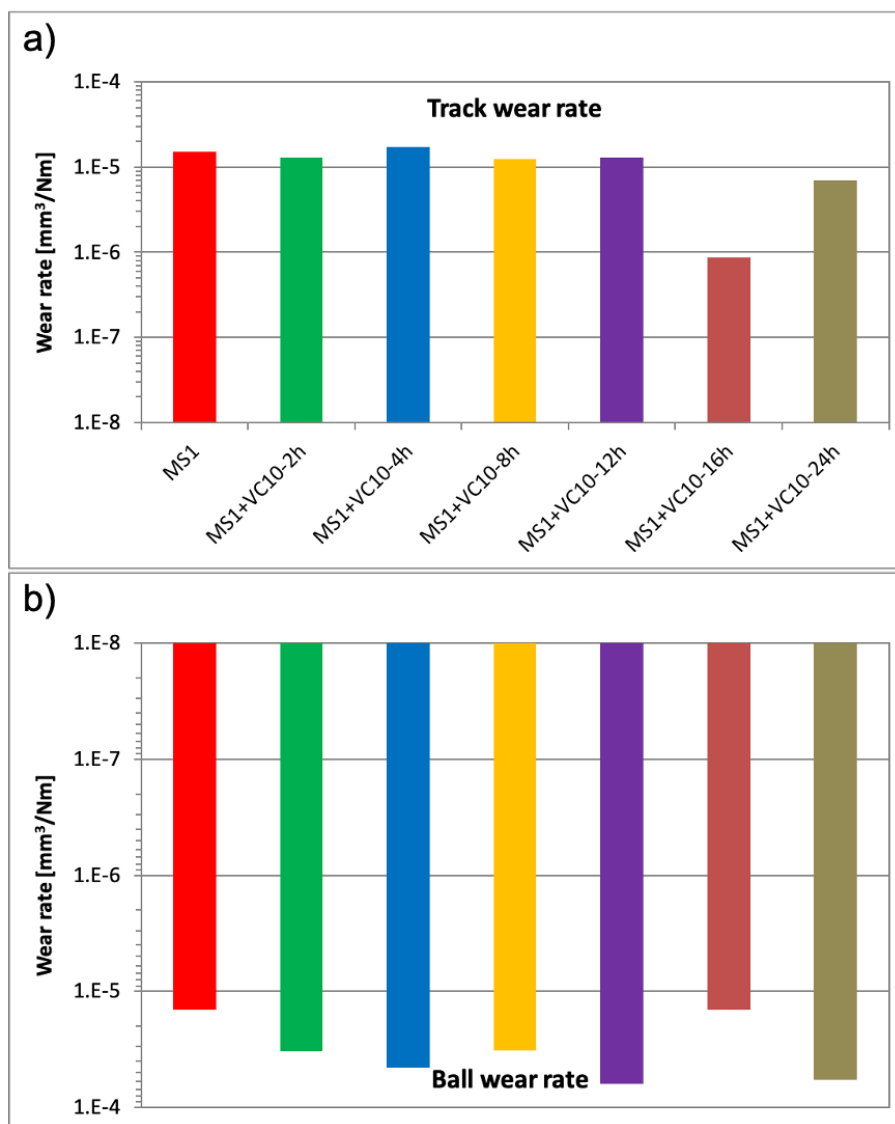 a)
Track wear rate
Wear rate [mm³/Nm]
1.E-4
1.E-5
1.E-6
1.E-7
1.E-8
MS1
MS1+VC10-2h
MS1+VC10-4h
MS1+VC10-8h
MS1+VC10-12h
MS1+VC10-16h
MS1+VC10-24h
b)
Wear rate [mm³/Nm]
1.E-8
1.E-7
1.E-6
1.E-5
1.E-4
Ball wear rate